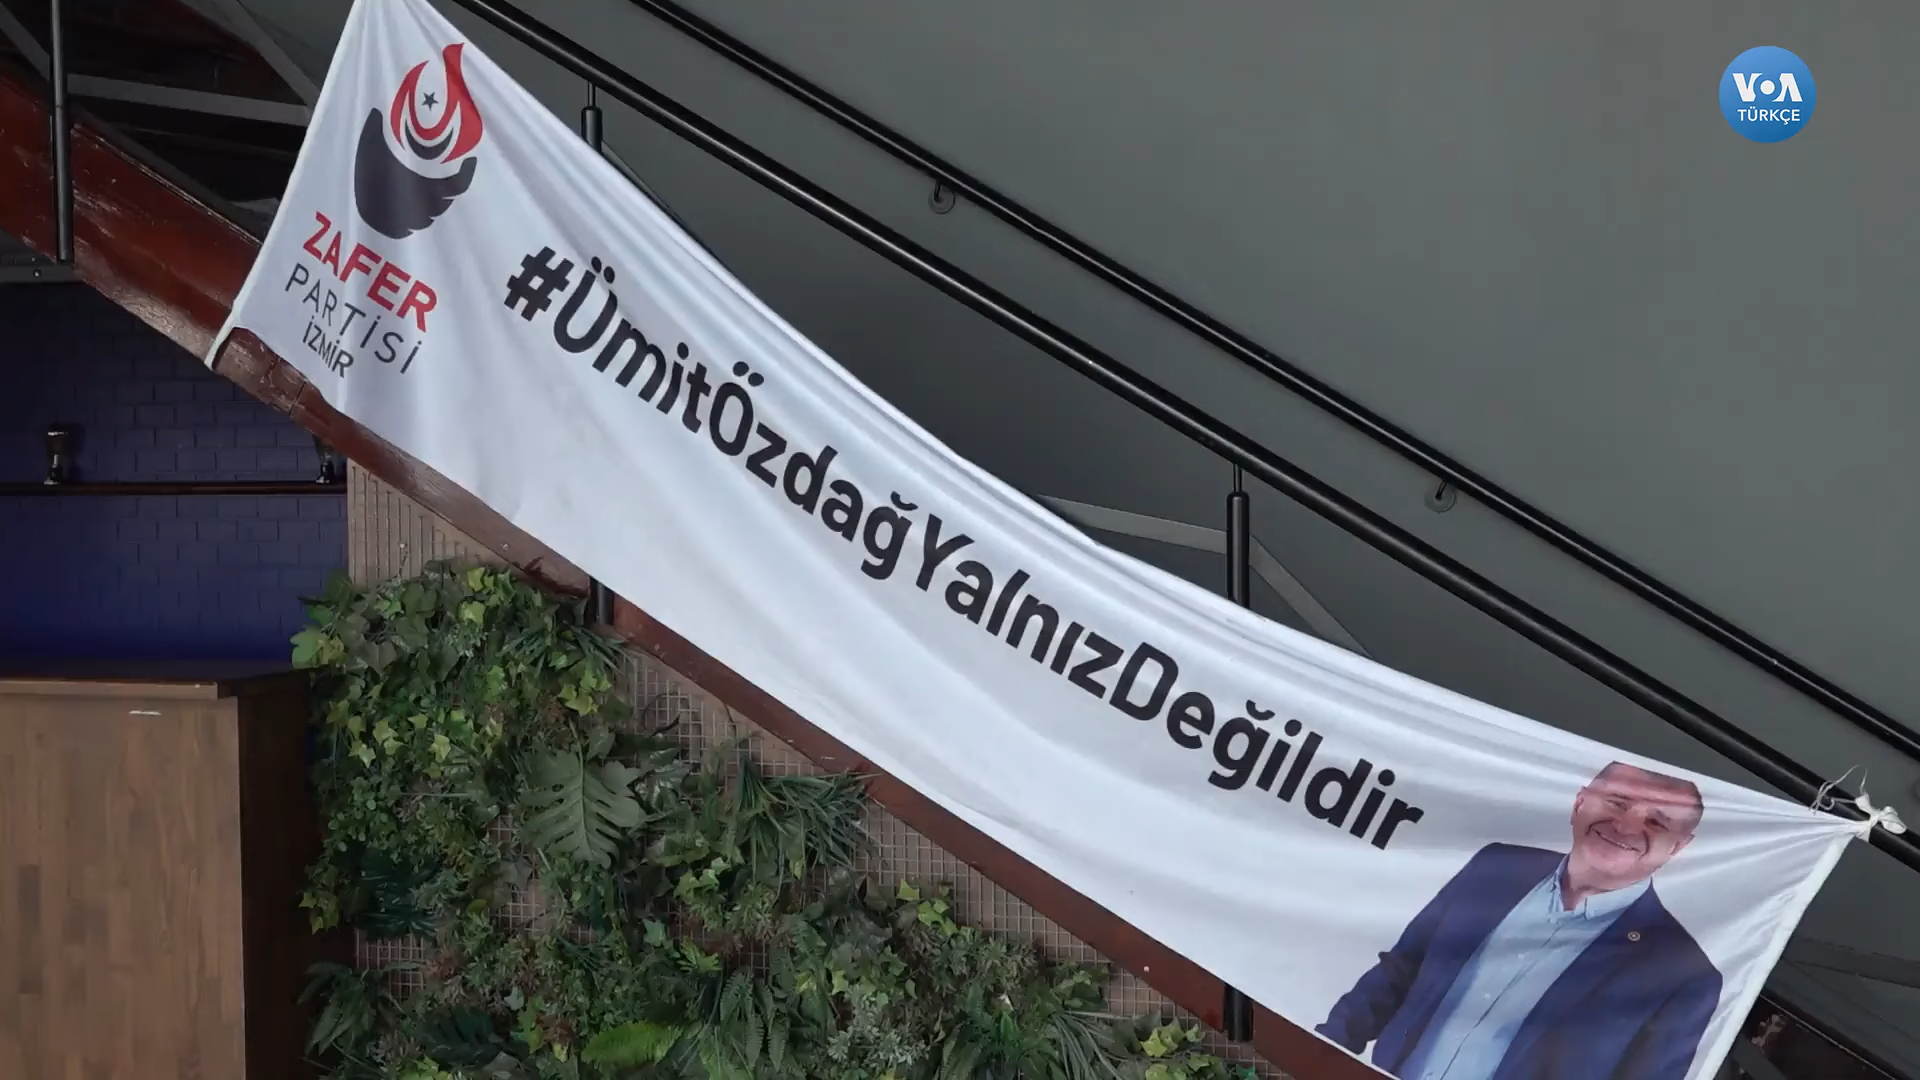 ZAFER
PARTİSİ
İZMİR
#ÜmitÖzdağYalnızDeğildir
VOA
TÜRKÇE